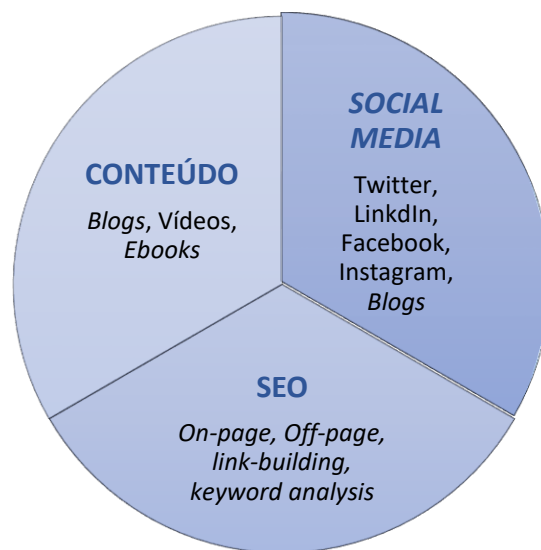 SOCIAL
MEDIA
Twitter,
LinkdIn,
Facebook,
Instagram,
Blogs
CONTEÚDO
Blogs, Vídeos,
Ebooks
SEO
On-page, Off-page,
link-building,
keyword analysis